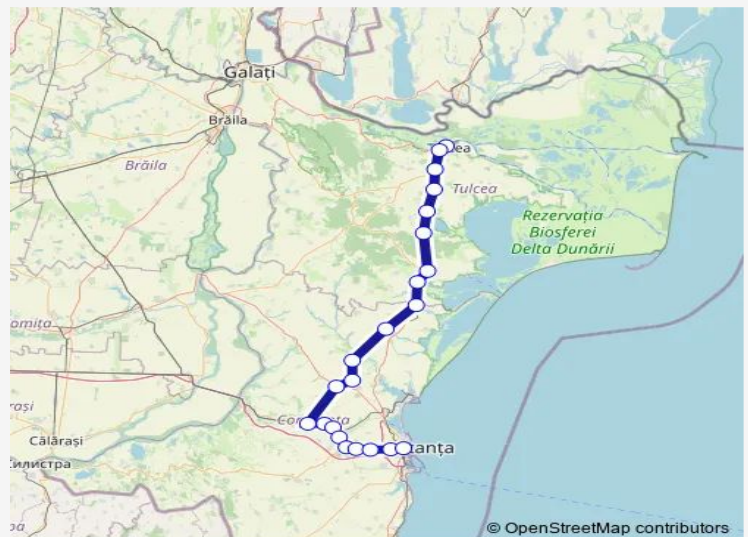 Galați
Brăila
Brăila
Tulcea
Rezervația
Biosferei
Delta Dunării
Călărași
Силистра
© OpenStreetMap contributors